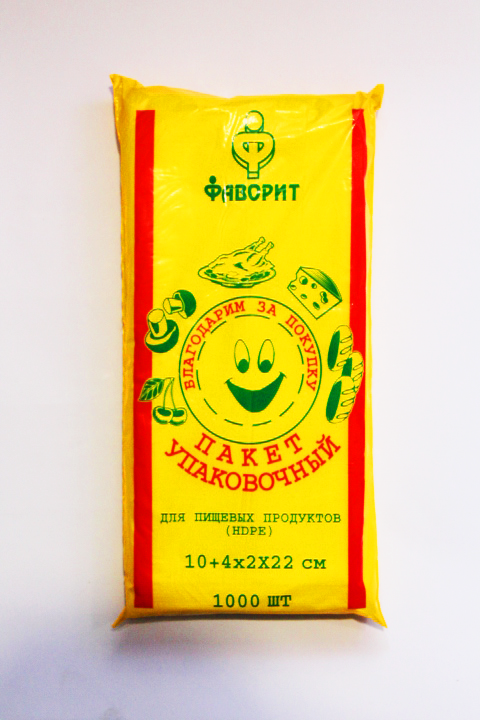 ФАВОРИТ
БЛАГОДАРИМ ЗА ПОКУПКУ
ПАКЕТ
УПАКОВОЧНЫЙ
ДЛЯ ПИЩЕВЫХ ПРОДУКТОВ
(HDPE)
10+4х2Х22 см
1000 ШТ